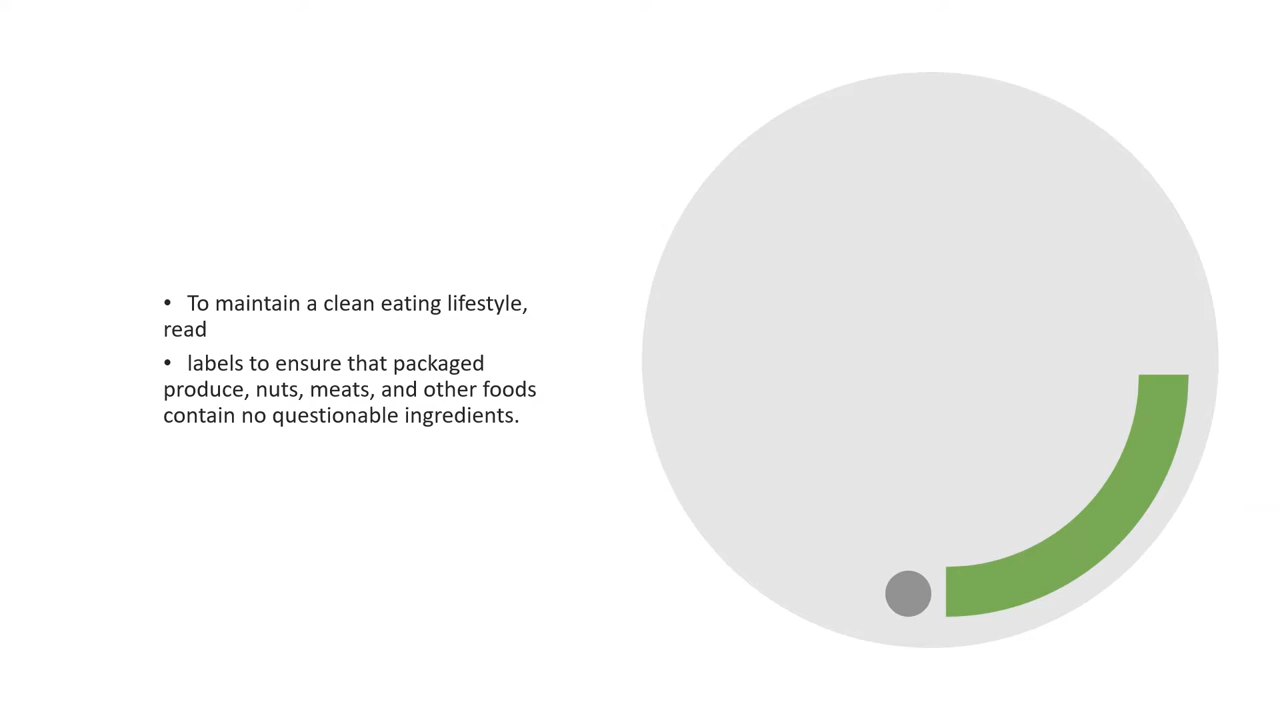 • To maintain a clean eating lifestyle,
read
• labels to ensure that packaged
produce, nuts, meats, and other foods
contain no questionable ingredients.